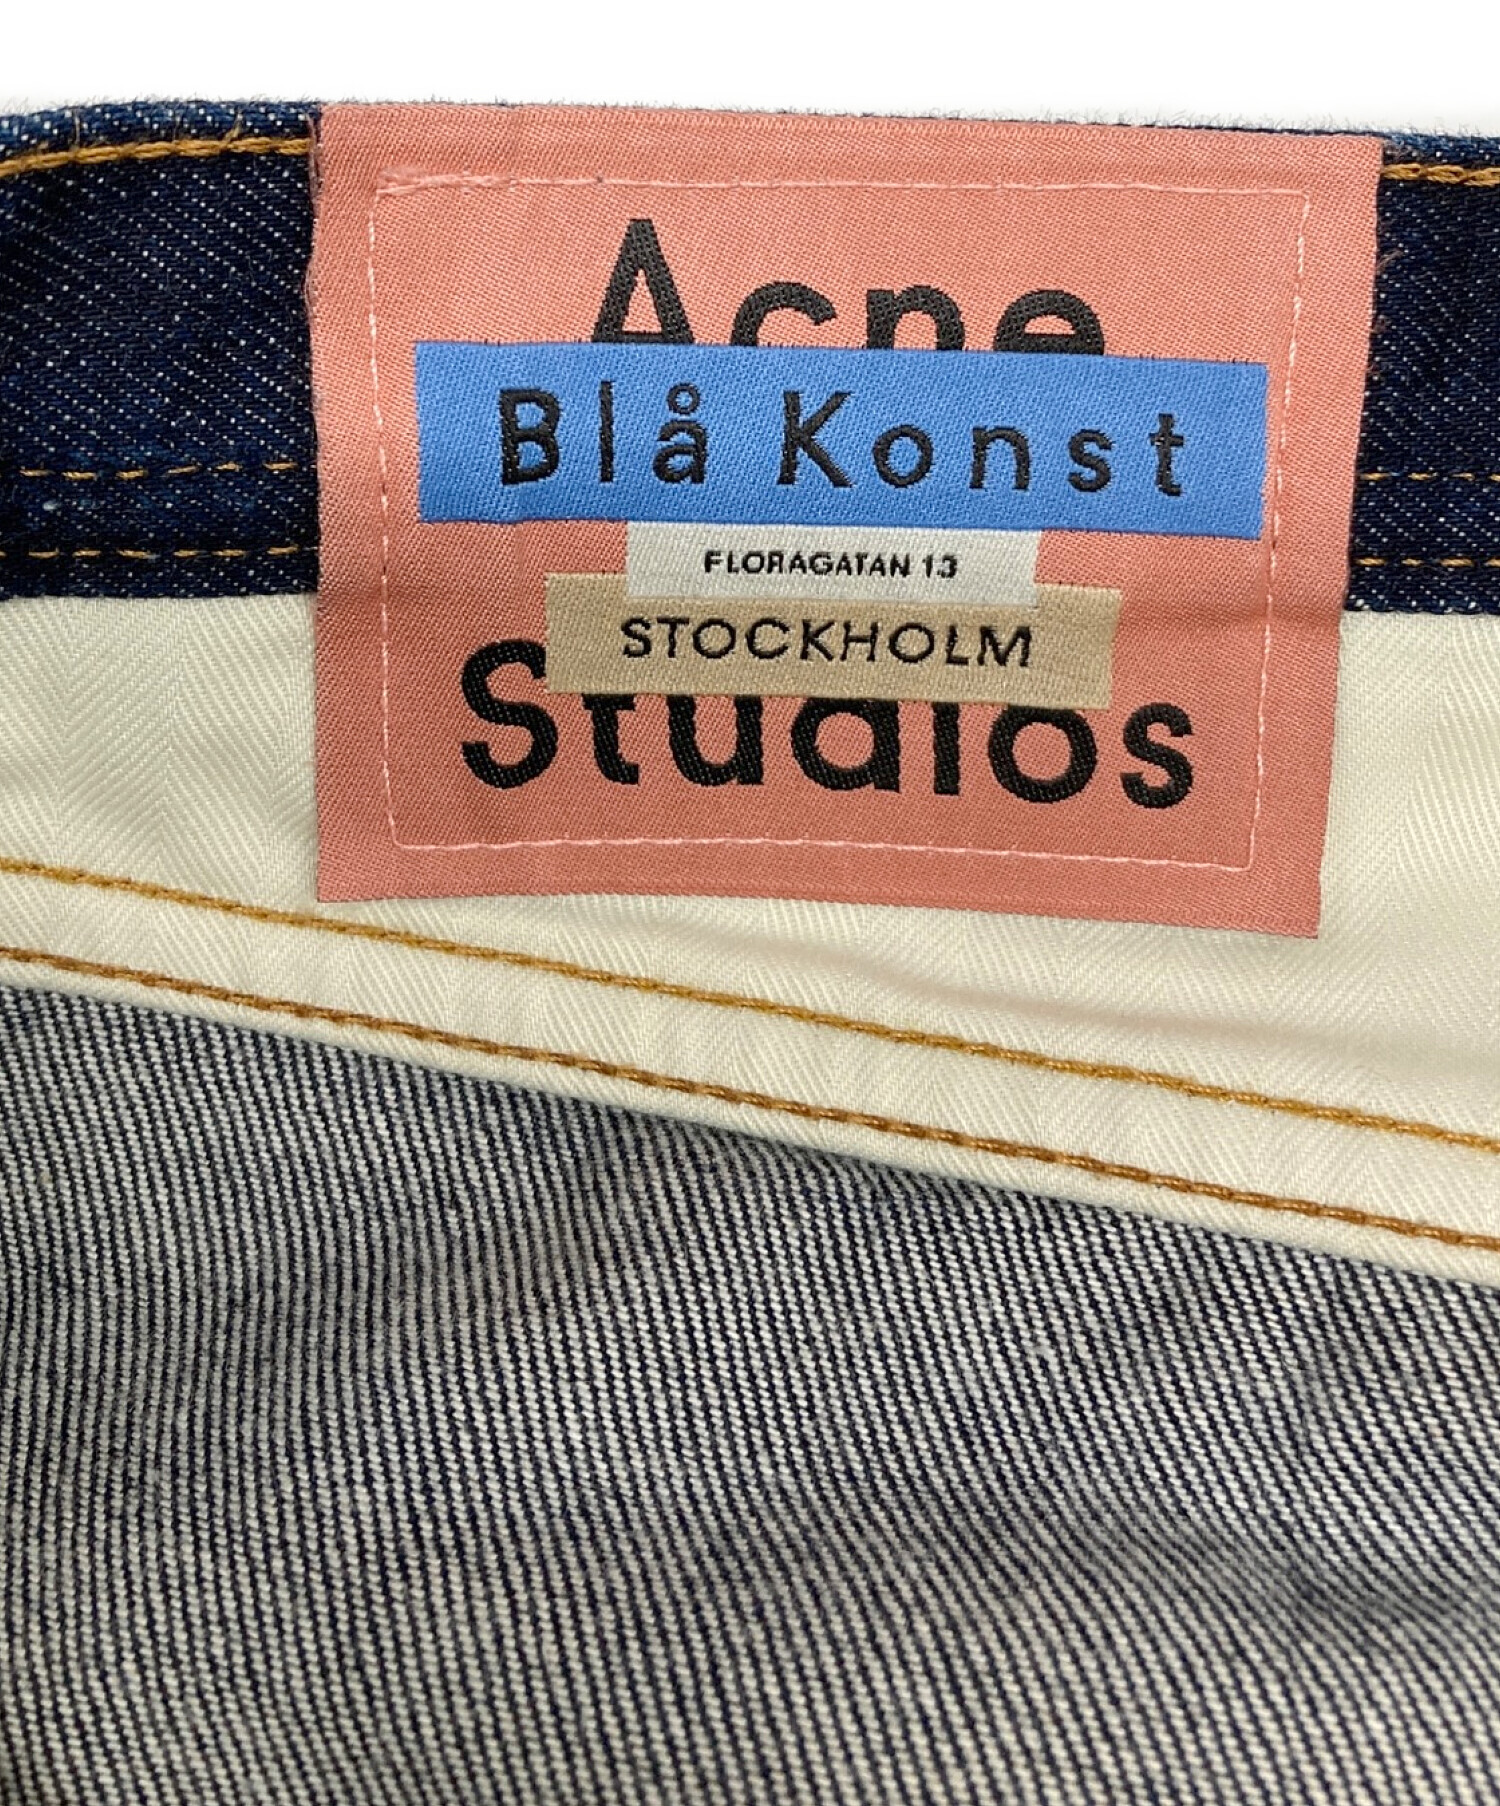 Acne
Blå Konst
FLORAGATAN 13
STOCKHOLM
Studios